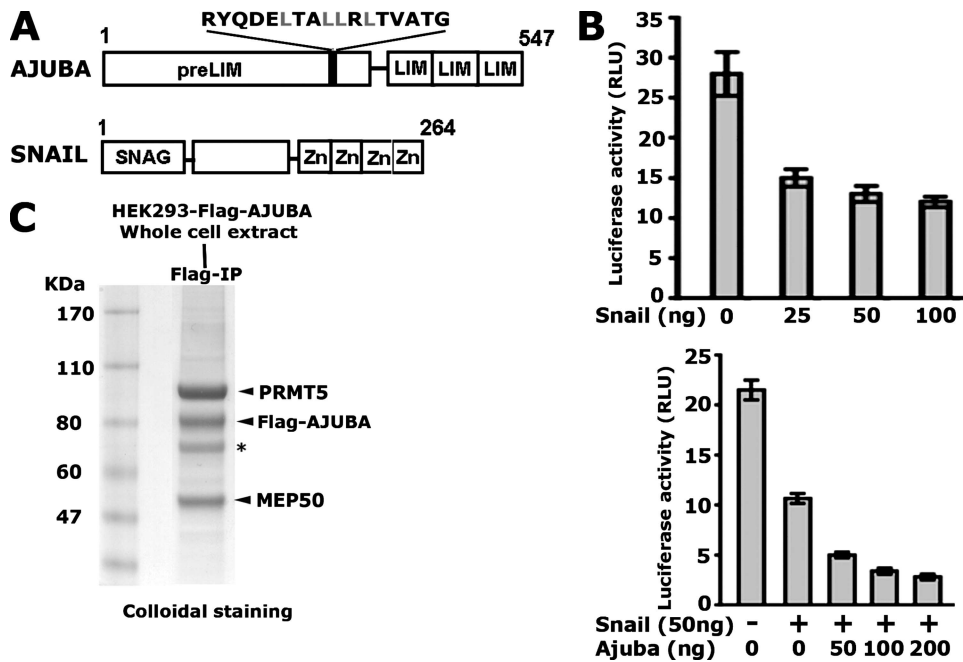 A
RYQDELTALLRLTVATG
1
547
AJUBA
preLIM
LIM
LIM
LIM
1
264
SNAIL
SNAG
Zn
Zn
Zn
Zn
B
Luciferase activity (RLU)
35
30
25
20
15
10
5
0
Snail (ng)
0
25
50
100
C
HEK293-Flag-AJUBA
Whole cell extract
Flag-IP
KDa
170
110
80
60
47
PRMT5
Flag-AJUBA
*
MEP50
Colloidal staining
Luciferase activity (RLU)
25
20
15
10
5
0
Snail (50ng)
- + + + +
Ajuba (ng)
0 0 50 100 200